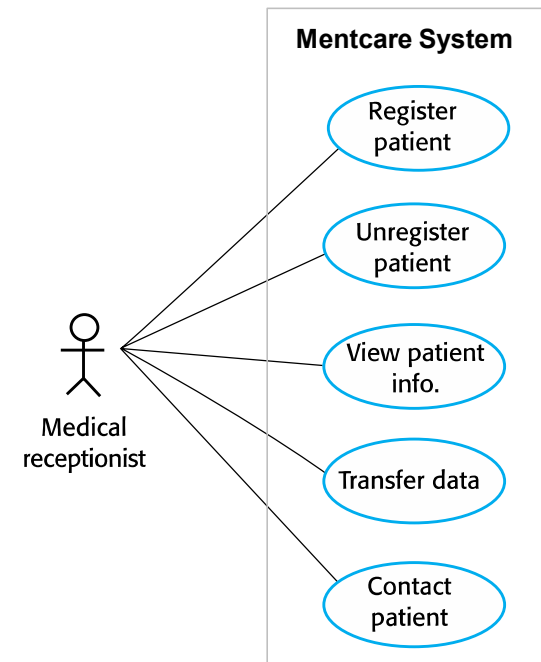 Mentcare System
Register
patient
Unregister
patient
View patient
info.
Medical
receptionist
Transfer data
Contact
patient